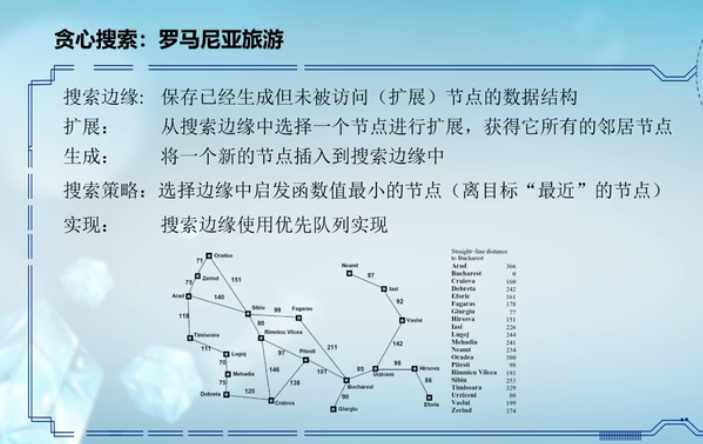 贪心搜索：罗马尼亚旅游
搜索边缘: 保存已经生成但未被访问（扩展）节点的数据结构
扩展： 从搜索边缘中选择一个节点进行扩展，获得它所有的邻居节点
生成： 将一个新的节点插入到搜索边缘中
搜索策略：选择边缘中启发函数值最小的节点（离目标“最近”的节点）
实现： 搜索边缘使用优先队列实现
Oradea
71
151
Zerind
75
Arad
140
118
Sibiu
99
Fagaras
80
Rimnicu Vilcea
Timisoara
111
Lugoj
70
Mehadia
75
Dobreta
120
Craiova
146
97
Pitesti
138
101
211
Bucharest
90
Giurgiu
85
Urziceni
98
Hirsova
86
Eforie
142
Vaslui
92
Iasi
87
Neamt
Straight-line distance
to Bucharest
Arad 366
Bucharest 0
Craiova 160
Dobreta 242
Eforie 161
Fagaras 178
Giurgiu 77
Hirsova 151
Iasi 226
Lugoj 244
Mehadia 241
Neamt 234
Oradea 380
Pitesti 98
Rimnicu Vilcea 193
Sibiu 253
Timisoara 329
Urziceni 80
Vaslui 199
Zerind 374